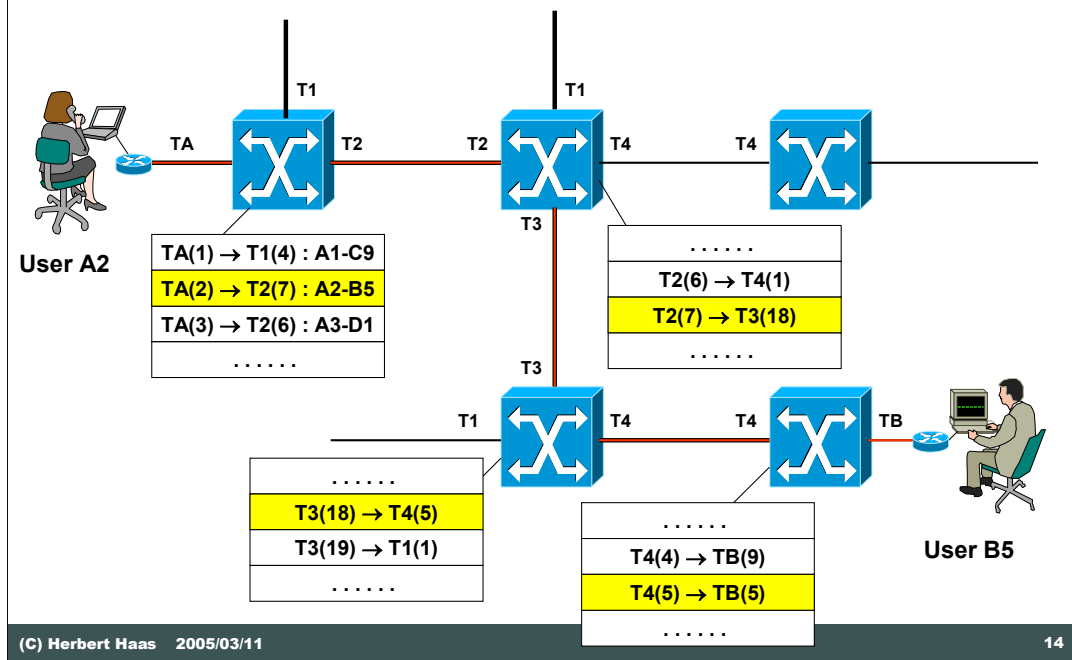 T1
T1
TA
T2
T2
T4
T4
T3
User A2
TA(1) → T1(4) : A1-C9
TA(2) → T2(7) : A2-B5
TA(3) → T2(6) : A3-D1
. . . . . .
. . . . . .
T2(6) → T4(1)
T2(7) → T3(18)
. . . . . .
T3
T1
T4
T4
TB
. . . . . .
T3(18) → T4(5)
T3(19) → T1(1)
. . . . . .
. . . . . .
T4(4) → TB(9)
T4(5) → TB(5)
. . . . . .
User B5
(C) Herbert Haas 2005/03/11
14